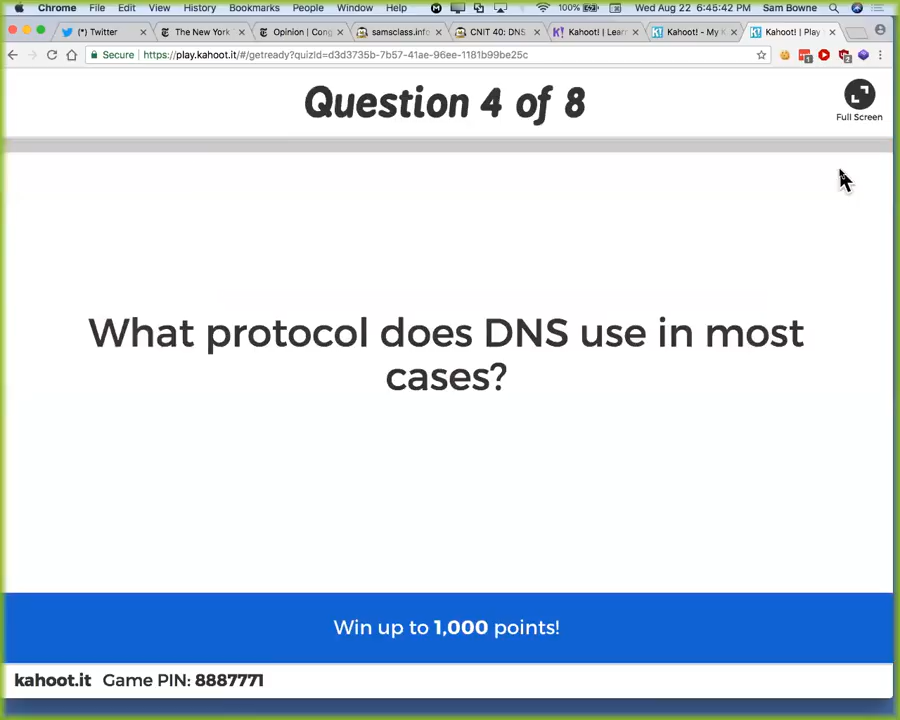 Chrome File Edit View History Bookmarks People Window Help 100% Wed Aug 22 6:45:42 PM Sam Bowne
(*) Twitter The New York Opinion | Cong samsclass.info CNIT 40: DNS Kahoot! | Learn Kahoot! - My K Kahoot! | Play
Secure https://play.kahoot.it/#/getready?quizId=d3d3735b-7b57-41ae-96ee-1181b99be25c
Question 4 of 8
Full Screen
What protocol does DNS use in most
cases?
Win up to 1,000 points!
kahoot.it Game PIN: 8887771